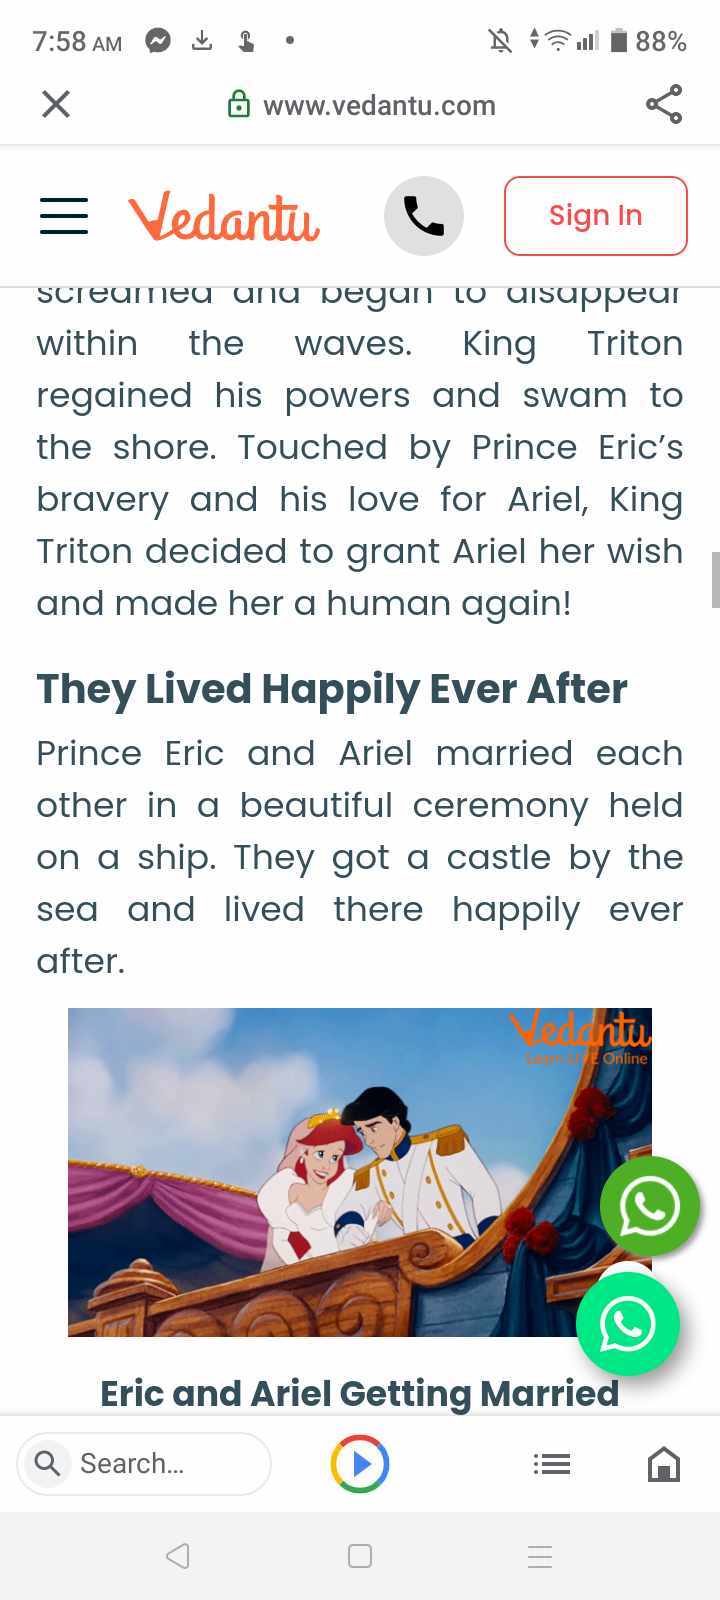 7:58 AM
88%
www.vedantu.com
Vedantu
Sign In
screamed and began to disappear
within the waves. King Triton
regained his powers and swam to
the shore. Touched by Prince Eric’s
bravery and his love for Ariel, King
Triton decided to grant Ariel her wish
and made her a human again!
They Lived Happily Ever After
Prince Eric and Ariel married each
other in a beautiful ceremony held
on a ship. They got a castle by the
sea and lived there happily ever
after.
Vedantu
Learn LIVE Online
Eric and Ariel Getting Married
Search...